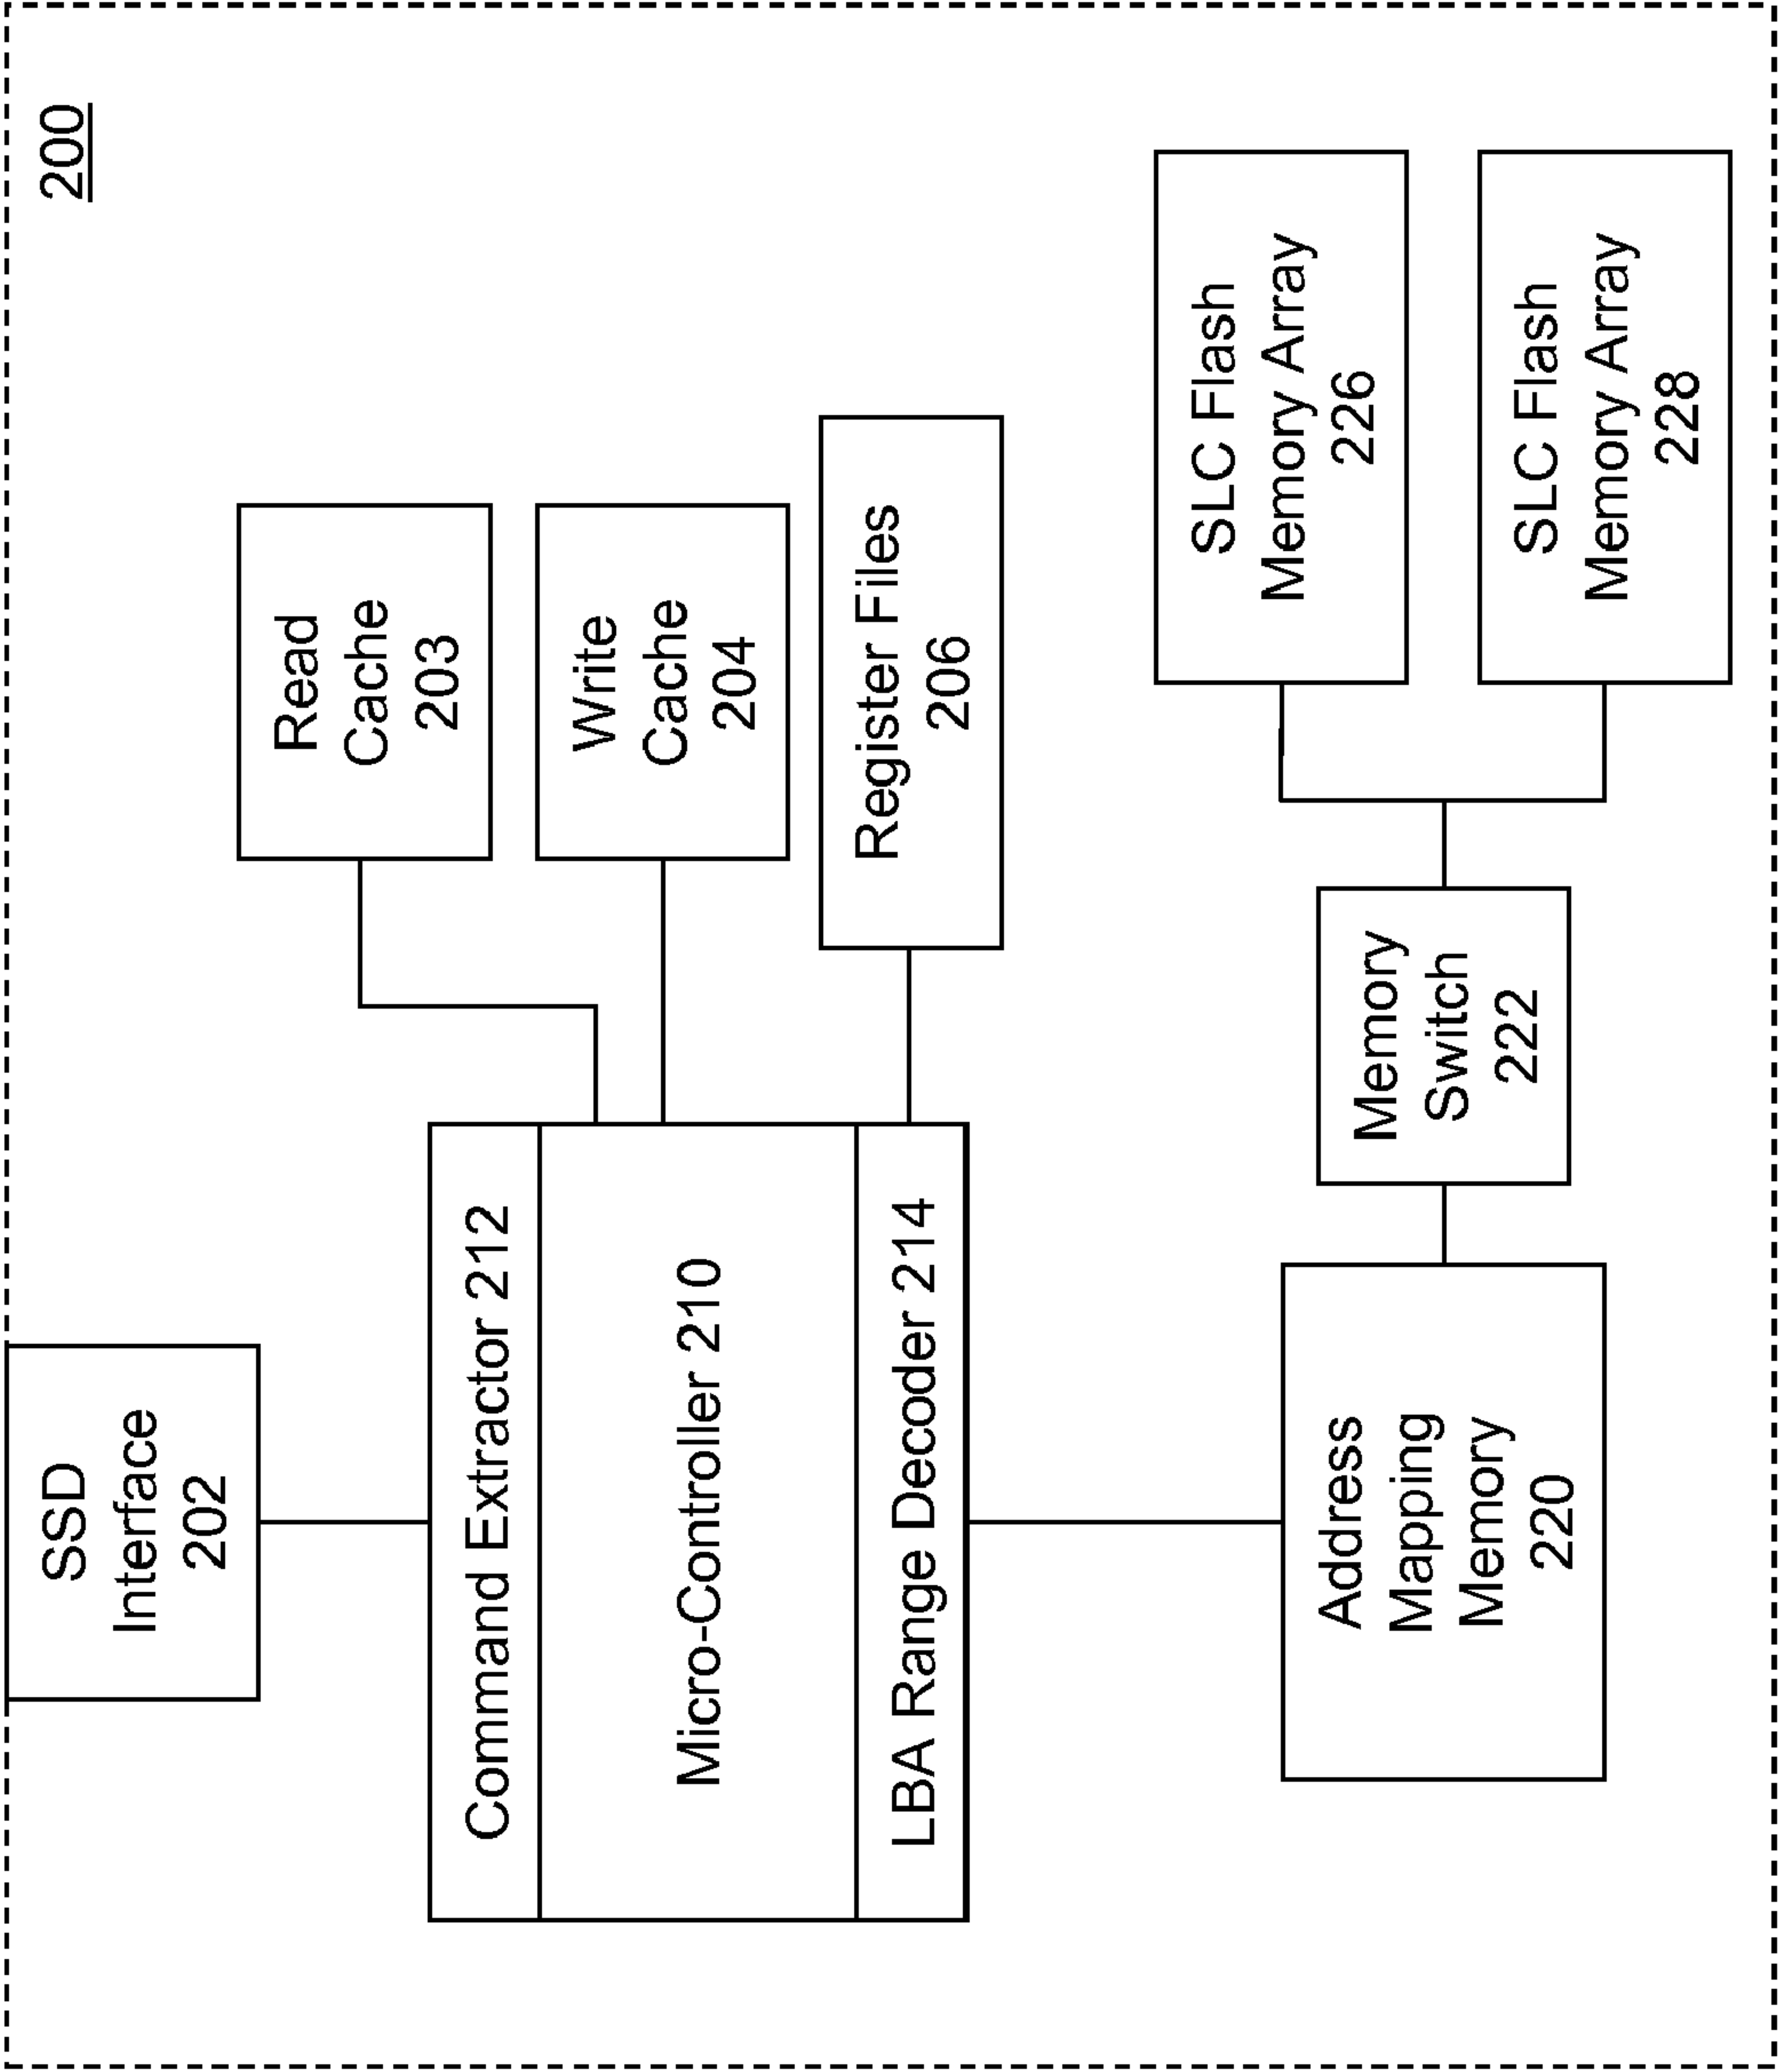 200
SSD
Interface
202
Read
Cache
203
Command Extractor 212
Write
Cache
204
Micro-Controller 210
Register Files
206
LBA Range Decoder 214
SLC Flash
Memory Array
226
Address
Mapping
Memory
220
Memory
Switch
222
SLC Flash
Memory Array
228